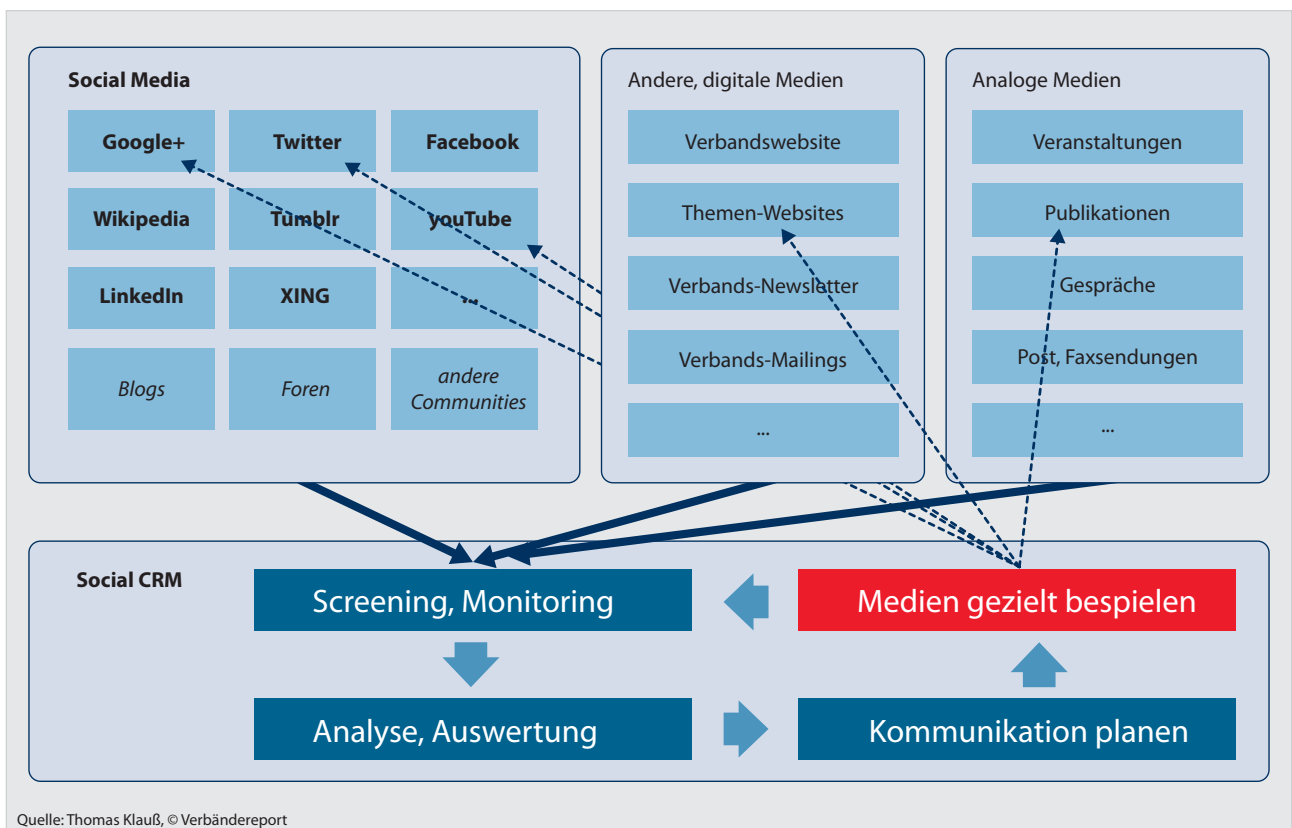 Social Media
Google+
Twitter
Facebook
Wikipedia
Tumblr
youTube
LinkedIn
XING
...
Blogs
Foren
andere
Communities
Andere, digitale Medien
Verbandswebsite
Themen-Websites
Verbands-Newsletter
Verbands-Mailings
...
Analoge Medien
Veranstaltungen
Publikationen
Gespräche
Post, Faxsendungen
...
Social CRM
Screening, Monitoring
Medien gezielt bespielen
Analyse, Auswertung
Kommunikation planen
Quelle: Thomas Klauß, © Verbändereport